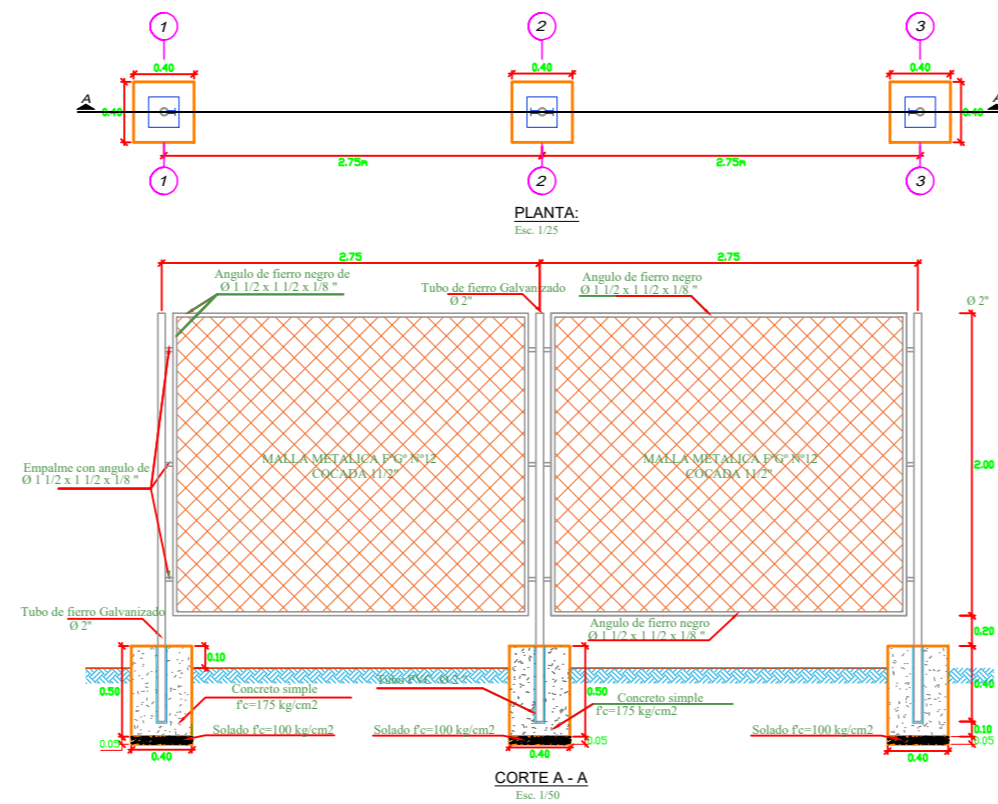 1 2 3
0.40 0.40 0.40
A A
0.40 0.40
2.75m 2.75m
1 2 3
PLANTA:
Esc. 1/25
2.75 2.75
Angulo de fierro negro de
Ø 1 1/2 x 1 1/2 x 1/8 "
Tubo de fierro Galvanizado
Ø 2"
Angulo de fierro negro
Ø 1 1/2 x 1 1/2 x 1/8 "
Ø 2"
MALLA METALICA FºGº Nº12
COCADA 11/2"
MALLA METALICA FºGº Nº12
COCADA 11/2"
Empalme con angulo de
Ø 1 1/2 x 1 1/2 x 1/8 "
2.00
Tubo de fierro Galvanizado
Ø 2"
Angulo de fierro negro
Ø 1 1/2 x 1 1/2 x 1/8 "
0.20
0.10
0.50
Concreto simple
f'c=175 kg/cm2
Tubo PVC Ø 2"
0.50
Concreto simple
f'c=175 kg/cm2
0.40
Solado f'c=100 kg/cm2
Solado f'c=100 kg/cm2
Solado f'c=100 kg/cm2
0.10
0.05 0.05 0.05
0.40 0.40 0.40
CORTE A - A
Esc. 1/50